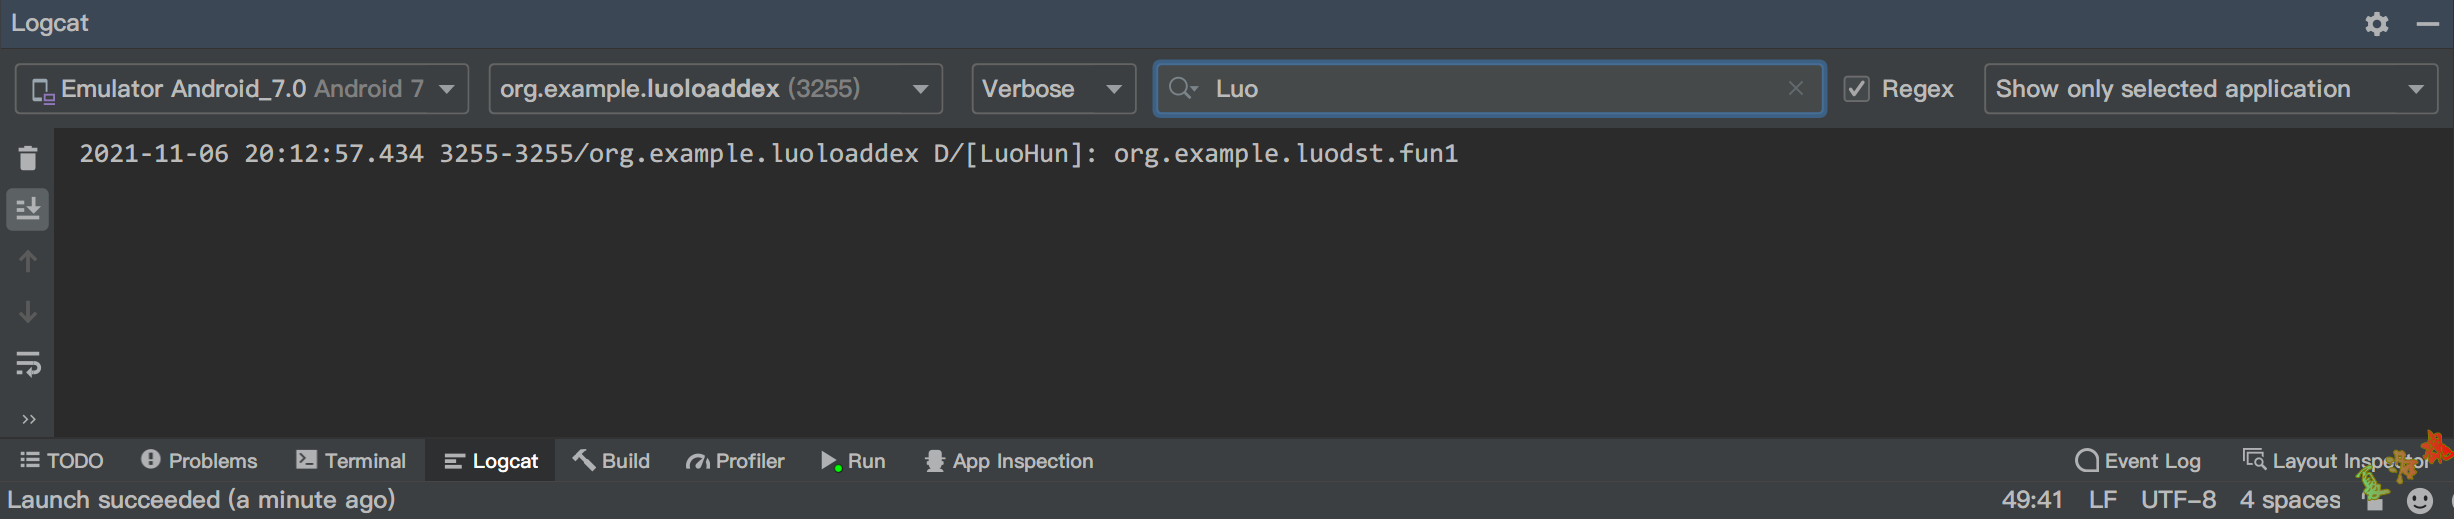 Logcat
Emulator Android_7.0 Android 7 org.example.luoloaddex (3255) Verbose Luo Regex Show only selected application
2021-11-06 20:12:57.434 3255-3255/org.example.luoloaddex D/[LuoHun]: org.example.luodst.fun1
TODO Problems Terminal Logcat Build Profiler Run App Inspection Event Log Layout Inspector
Launch succeeded (a minute ago) 49:41 LF UTF-8 4 spaces